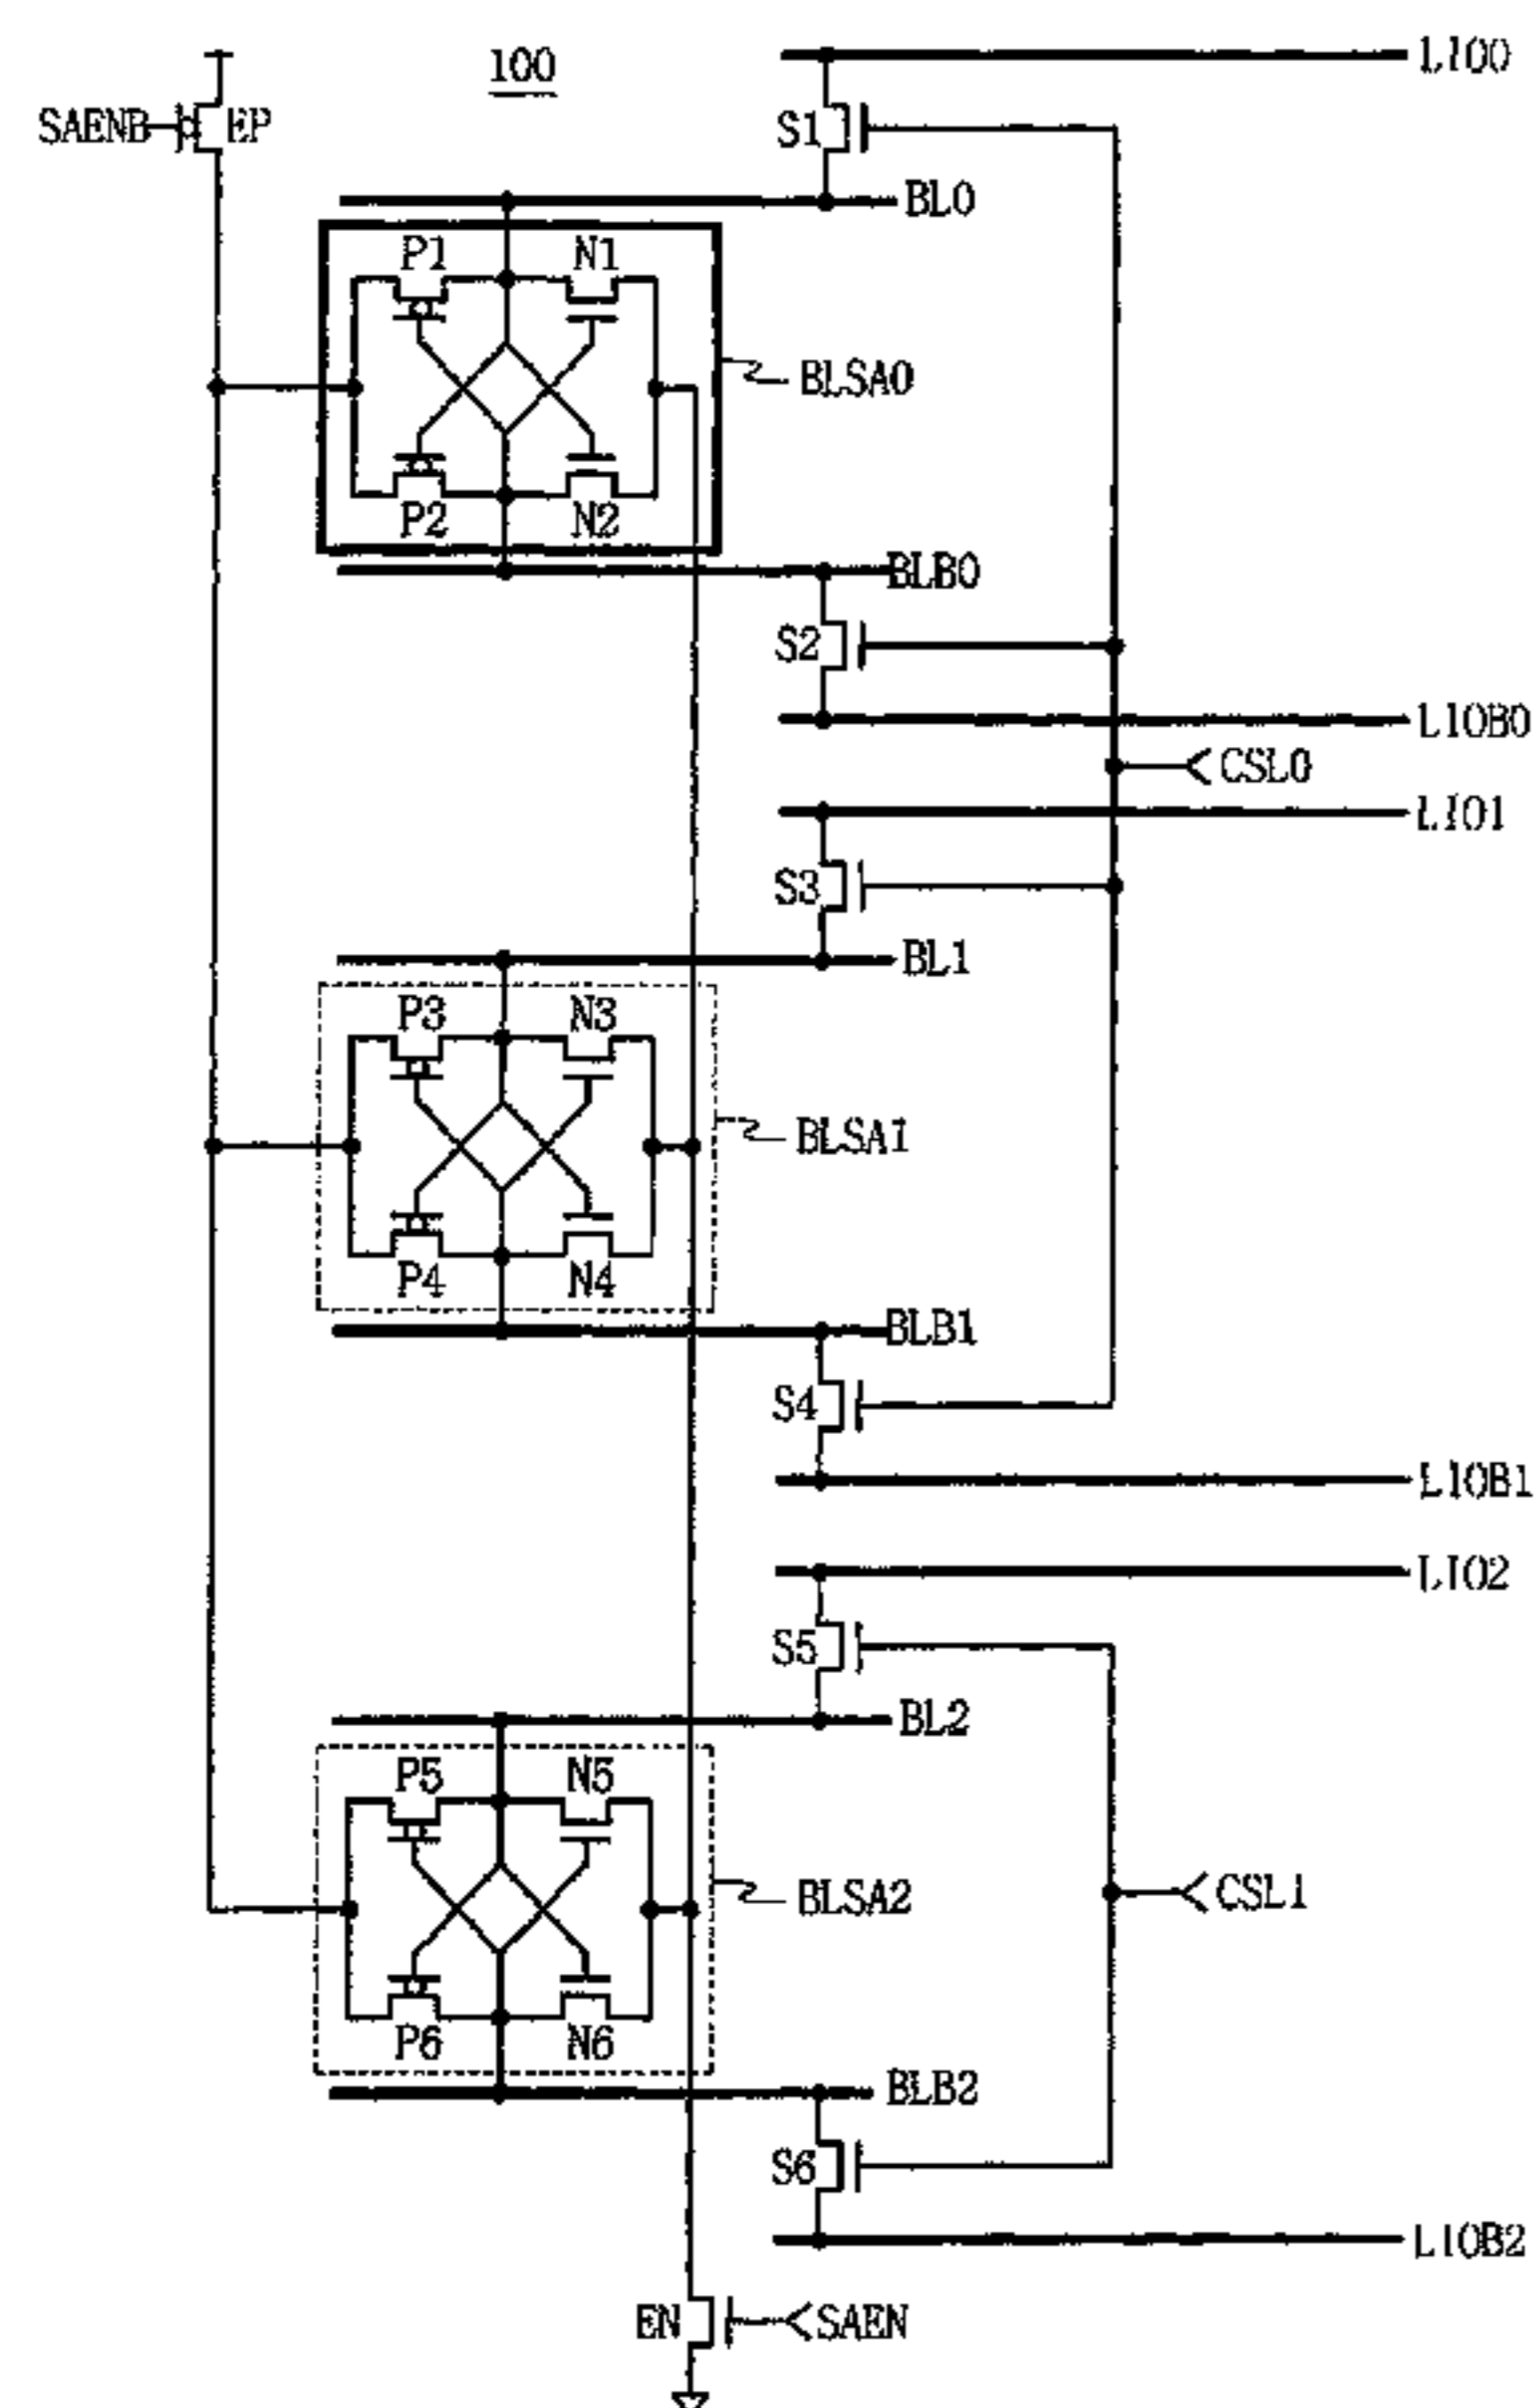 100
LIO0
SAENB
EP
S1
BL0
P1
N1
BLSA0
P2
N2
BLB0
S2
LIOB0
CSL0
LIO1
S3
BL1
P3
N3
BLSA1
P4
N4
BLB1
S4
LIOB1
LIO2
S5
BL2
P5
N5
BLSA2
CSL1
P6
N6
BLB2
S6
LIOB2
EN
SAEN